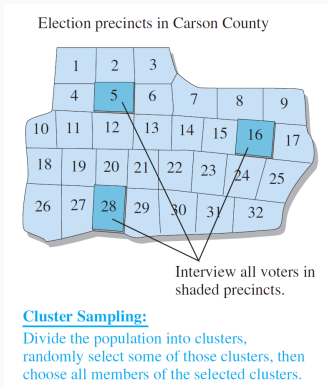 Election precincts in Carson County
1 2 3
4 5 6 7 8 9
10 11 12 13 14 15 16 17
18 19 20 21 22 23 24 25
26 27 28 29 30 31 32
Interview all voters in
shaded precincts.
Cluster Sampling:
Divide the population into clusters,
randomly select some of those clusters, then
choose all members of the selected clusters.